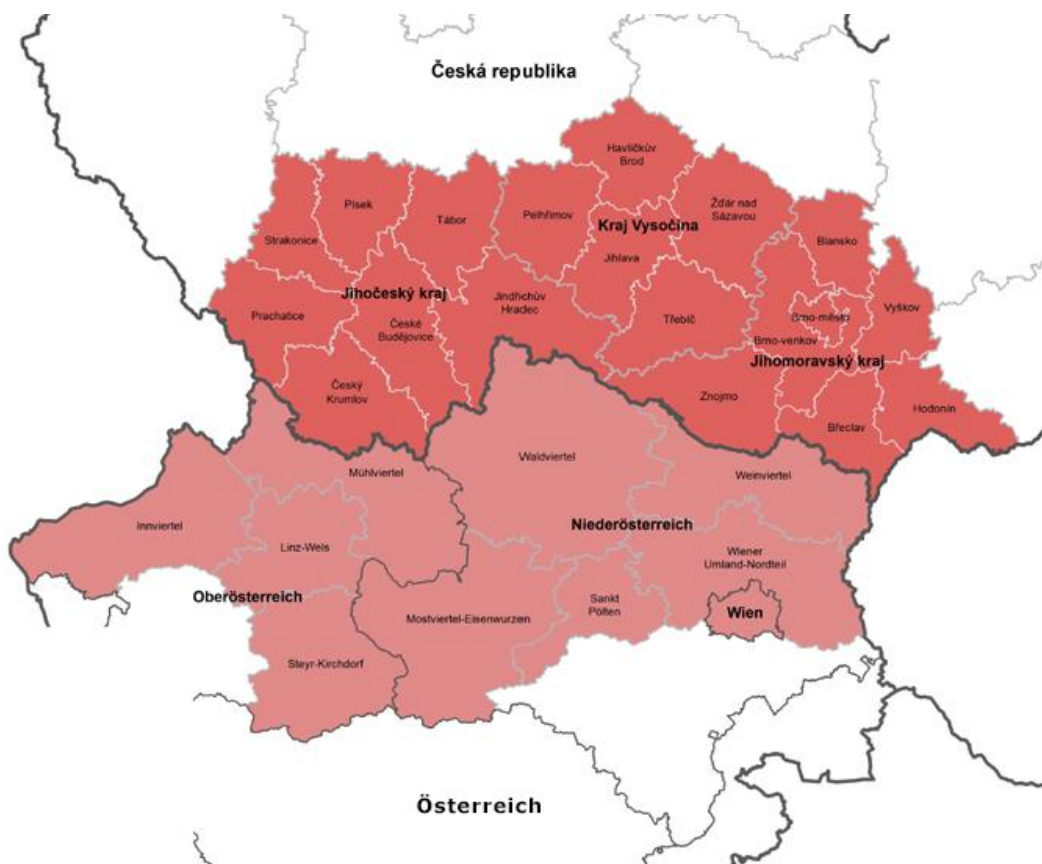 Česká republika
Havlíčkův
Brod
Písek
Tábor
Pelhřimov
Žďár nad
Sázavou
Strakonice
Kraj Vysočina
Blansko
Jihlava
Jihočeský kraj
Jindřichův
Hradec
Prachatice
České
Budějovice
Třebíč
Brno-město
Vyškov
Brno-venkov
Jihomoravský kraj
Český
Krumlov
Znojmo
Hodonín
Břeclav
Waldviertel
Mühlviertel
Weinviertel
Innviertel
Niederösterreich
Linz-Wels
Wiener
Umland-Nordteil
Oberösterreich
Sankt
Pölten
Wien
Mostviertel-Eisenwurzen
Steyr-Kirchdorf
Österreich